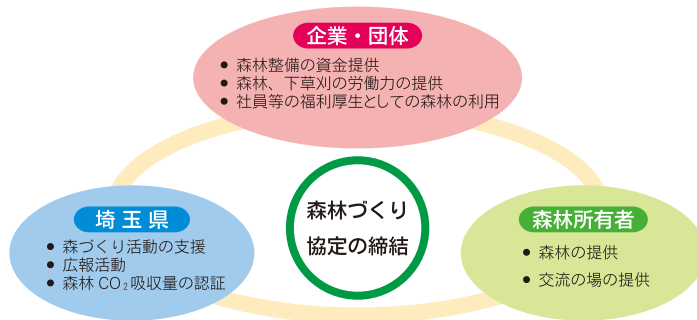 企業・団体
● 森林整備の資金提供
● 森林、下草刈の労働力の提供
● 社員等の福利厚生としての森林の利用
森林づくり
協定の締結
埼玉県
● 森づくり活動の支援
● 広報活動
● 森林CO₂吸収量の認証
森林所有者
● 森林の提供
● 交流の場の提供